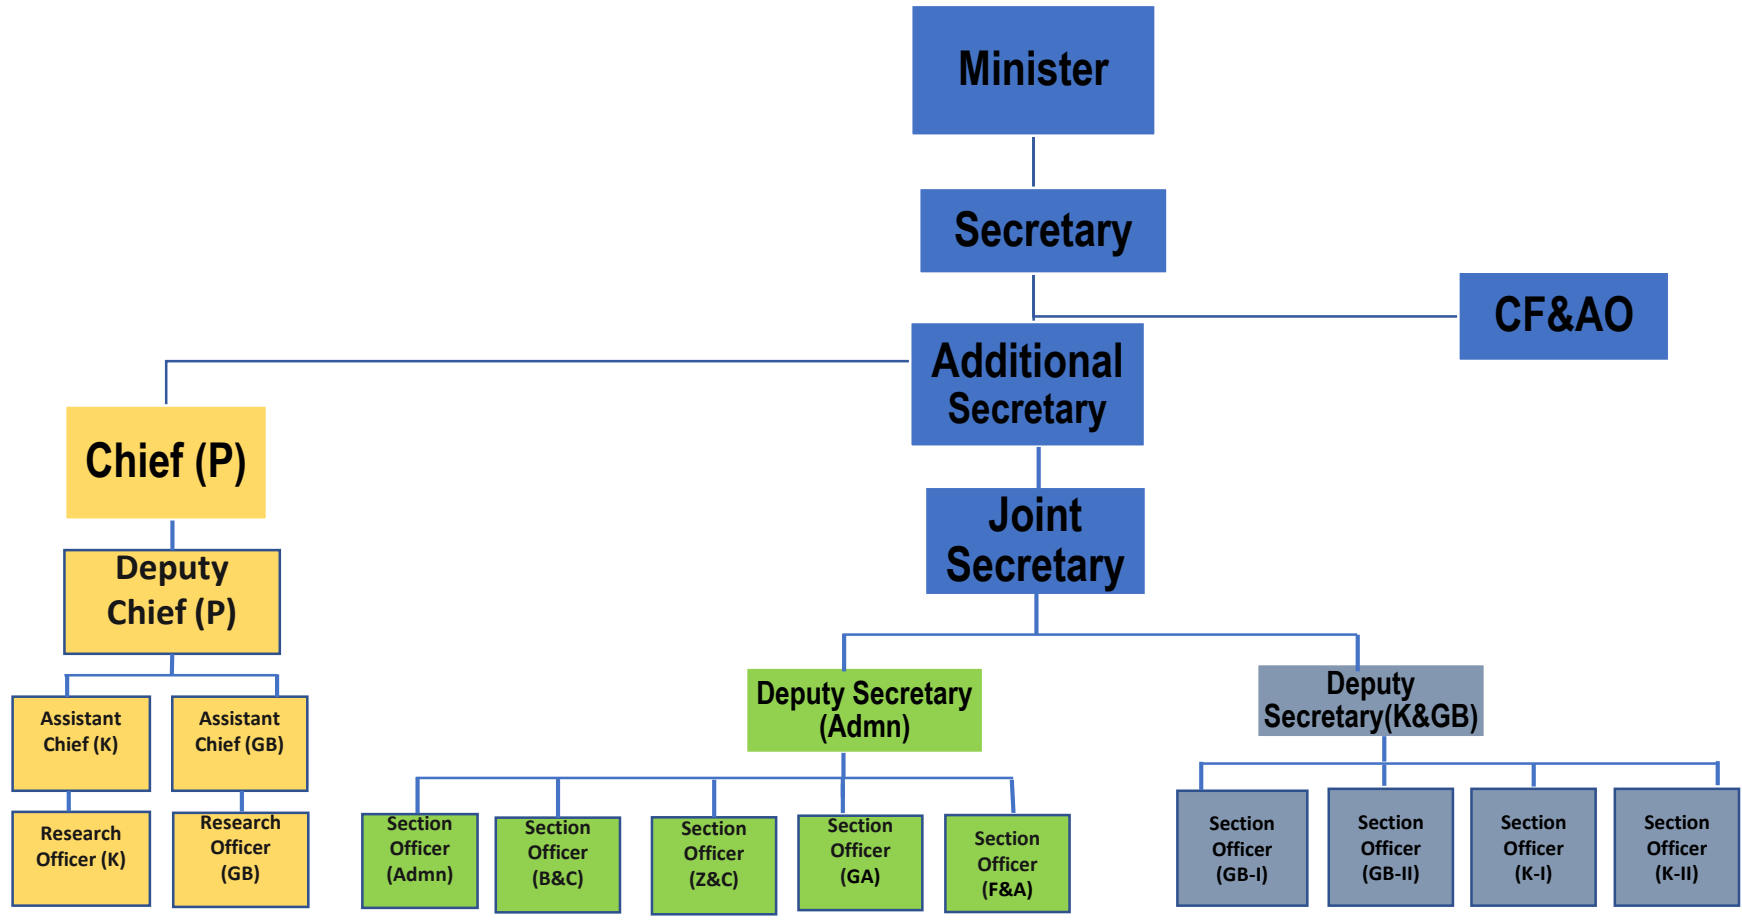 Minister
Secretary
CF&AO
Additional
Secretary
Chief (P)
Joint
Secretary
Deputy
Chief (P)
Deputy Secretary
(Admn)
Deputy
Secretary(K&GB)
Assistant
Chief (K)
Assistant
Chief (GB)
Research
Officer (K)
Research
Officer
(GB)
Section
Officer
(Admn)
Section
Officer
(B&C)
Section
Officer
(Z&C)
Section
Officer
(GA)
Section
Officer
(F&A)
Section
Officer
(GB-I)
Section
Officer
(GB-II)
Section
Officer
(K-I)
Section
Officer
(K-II)